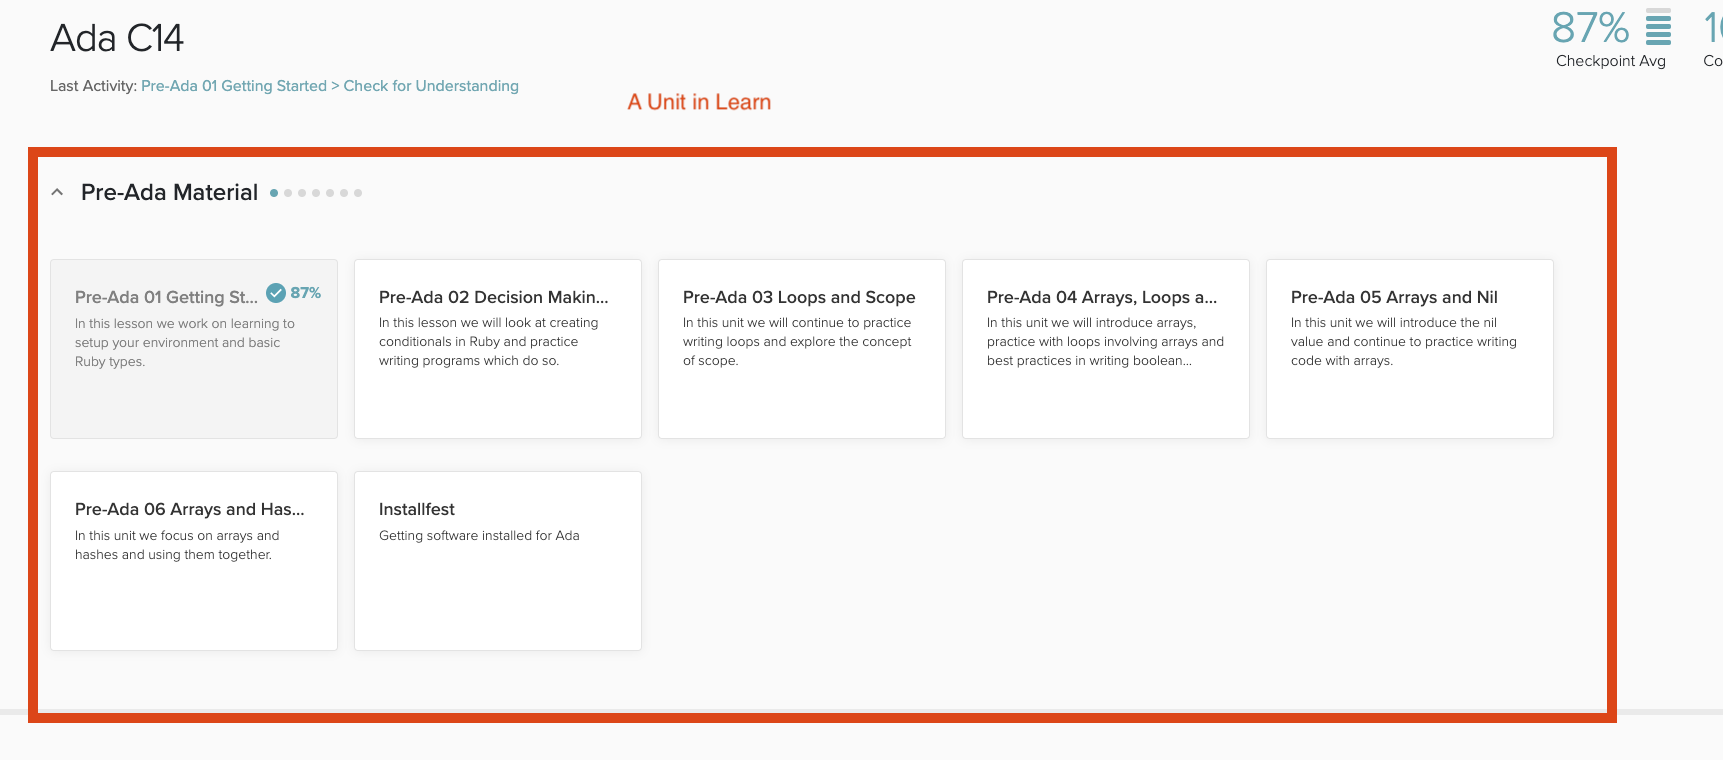 Ada C14
87%
Checkpoint Avg
Last Activity: Pre-Ada 01 Getting Started > Check for Understanding
A Unit in Learn
Pre-Ada Material
Pre-Ada 01 Getting St...
87%
In this lesson we work on learning to
setup your environment and basic
Ruby types.
Pre-Ada 02 Decision Makin...
In this lesson we will look at creating
conditionals in Ruby and practice
writing programs which do so.
Pre-Ada 03 Loops and Scope
In this unit we will continue to practice
writing loops and explore the concept
of scope.
Pre-Ada 04 Arrays, Loops a...
In this unit we will introduce arrays,
practice with loops involving arrays and
best practices in writing boolean...
Pre-Ada 05 Arrays and Nil
In this unit we will introduce the nil
value and continue to practice writing
code with arrays.
Pre-Ada 06 Arrays and Has...
In this unit we focus on arrays and
hashes and using them together.
Installfest
Getting software installed for Ada